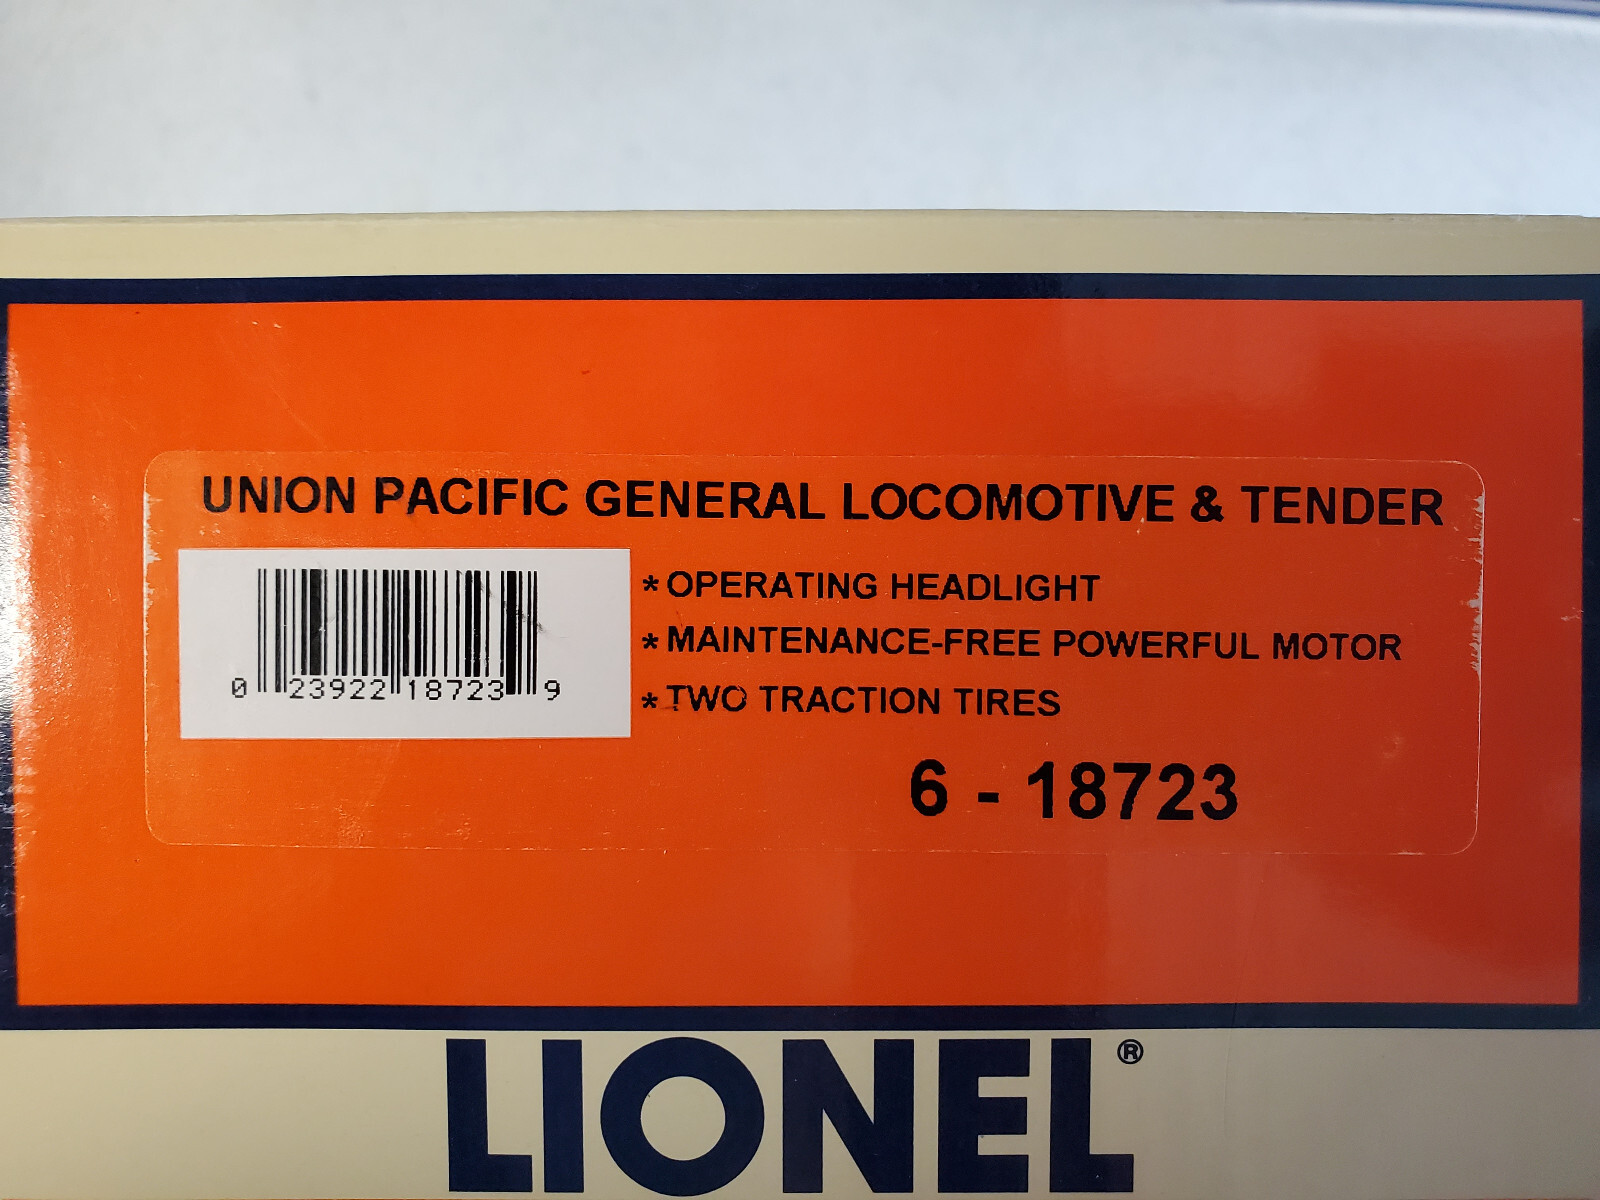 UNION PACIFIC GENERAL LOCOMOTIVE & TENDER
* OPERATING HEADLIGHT
* MAINTENANCE-FREE POWERFUL MOTOR
* TWO TRACTION TIRES
0 23922 18723 9
6 - 18723
LIONEL®